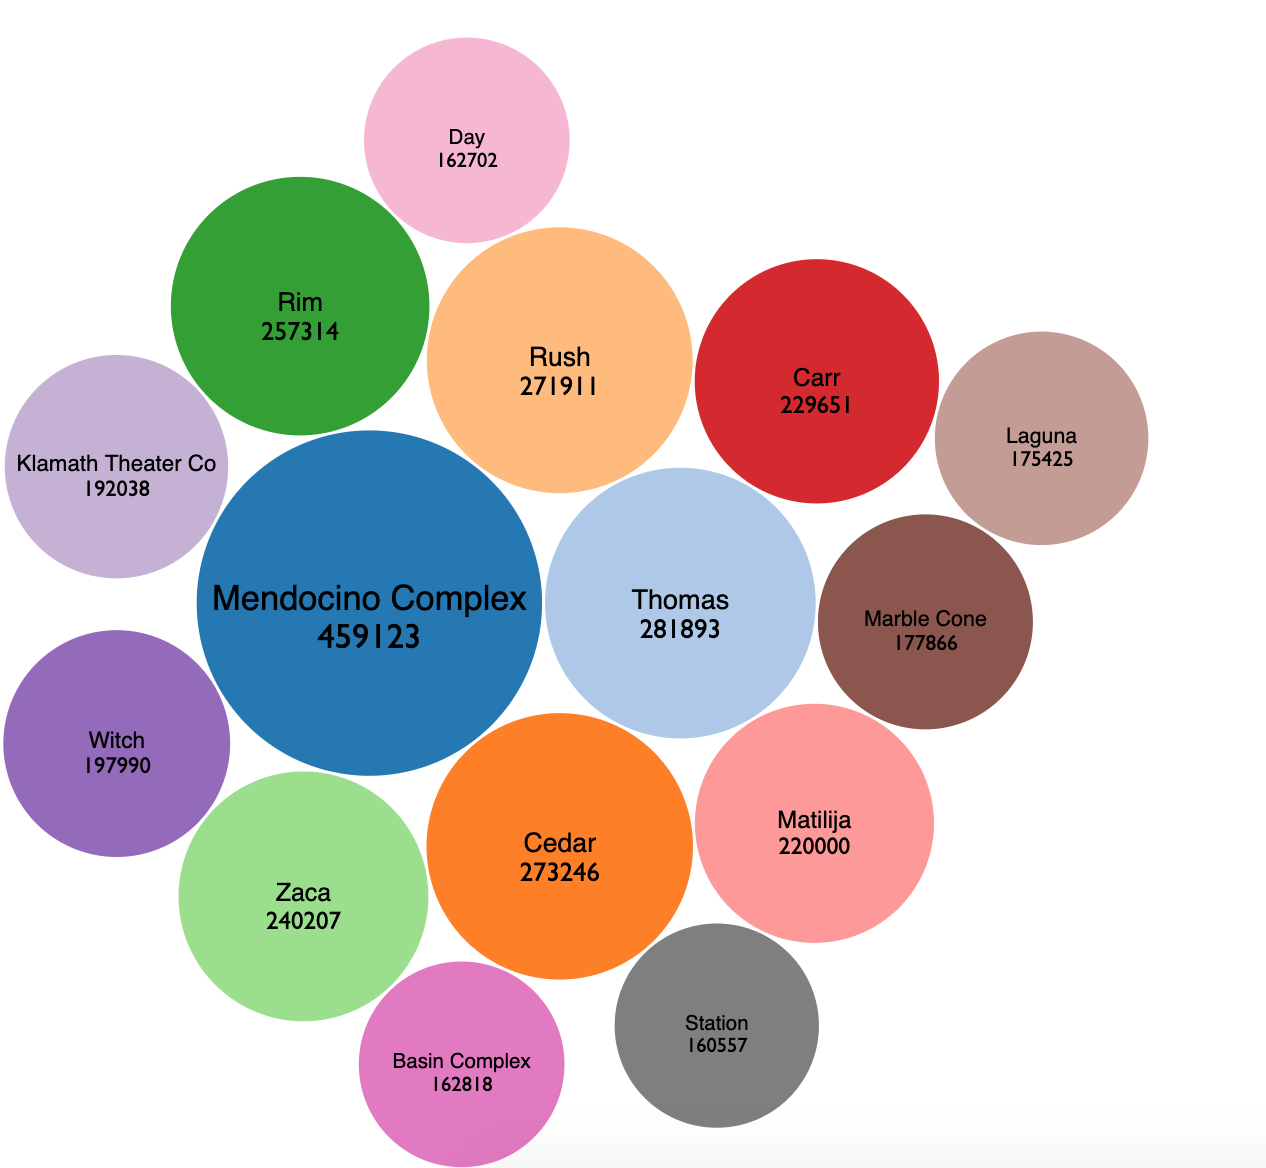 Day
162702
Rim
257314
Rush
271911
Carr
229651
Laguna
175425
Klamath Theater Co
192038
Mendocino Complex
459123
Thomas
281893
Marble Cone
177866
Witch
197990
Zaca
240207
Cedar
273246
Matilija
220000
Station
160557
Basin Complex
162818